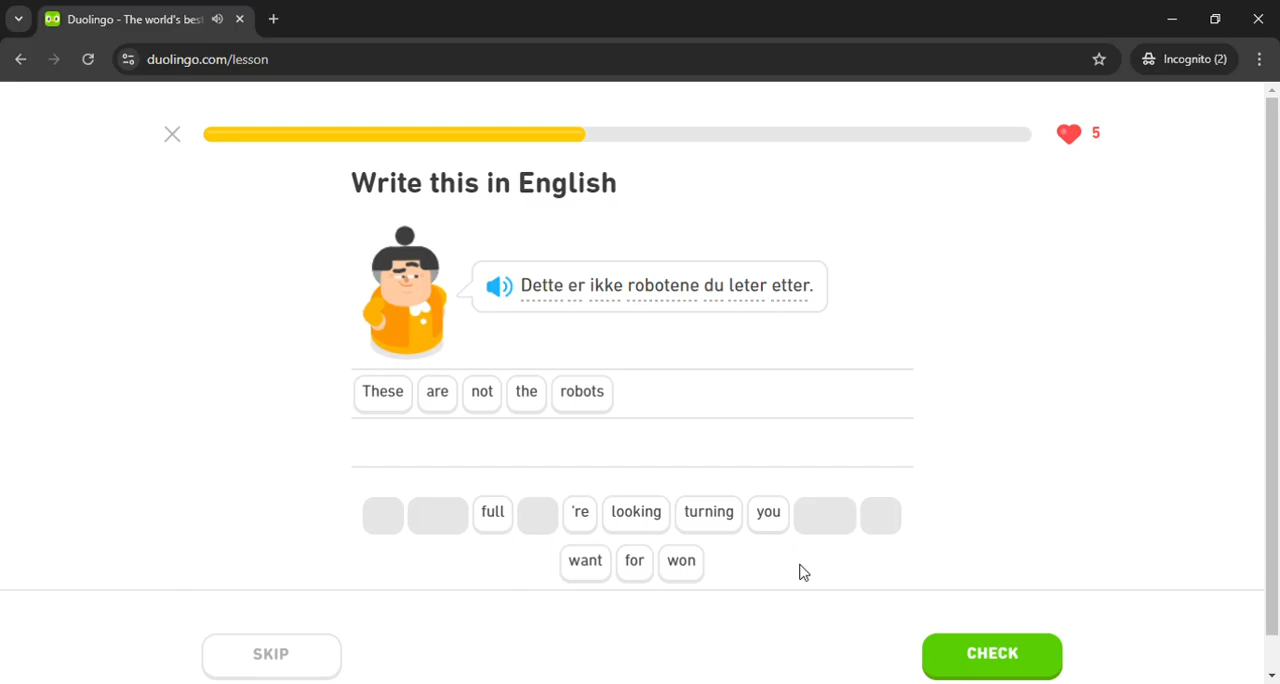 Duolingo - The world's bes
duolingo.com/lesson
Incognito (2)
5
Write this in English
Dette er ikke robotene du leter etter.
These are not the robots
full 're looking turning you
want for won
SKIP
CHECK